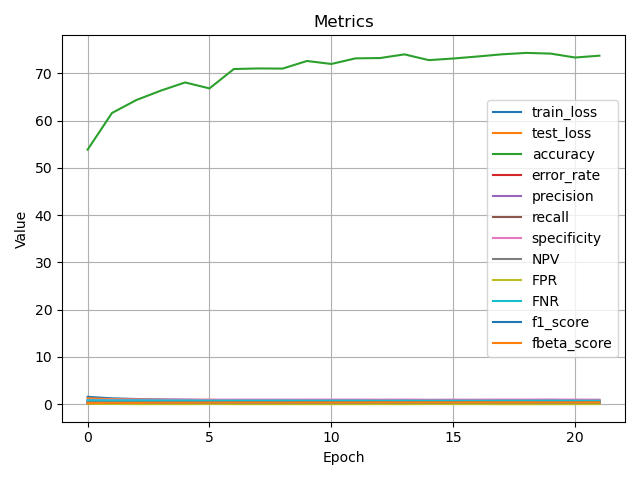 Metrics
Value
70
60
50
40
30
20
10
0
0 5 10 15 20
Epoch
train_loss
test_loss
accuracy
error_rate
precision
recall
specificity
NPV
FPR
FNR
f1_score
fbeta_score